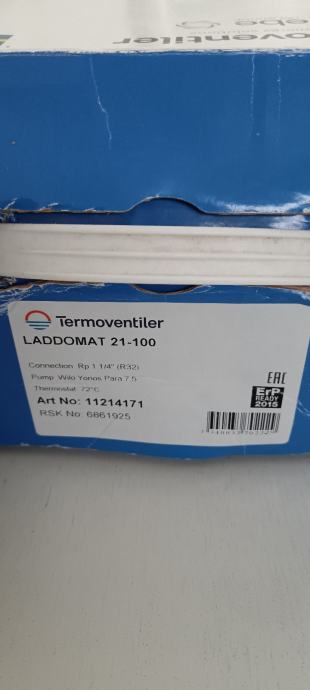 Termoventiler
LADDOMAT 21-100
Connection: Rp 1 1/4" (R32)
Pump: Wilo Yonos Para 7.5
Thermostat: 72°C
Art No: 11214171
RSK No: 6861925
EAC
ErP
READY
2015